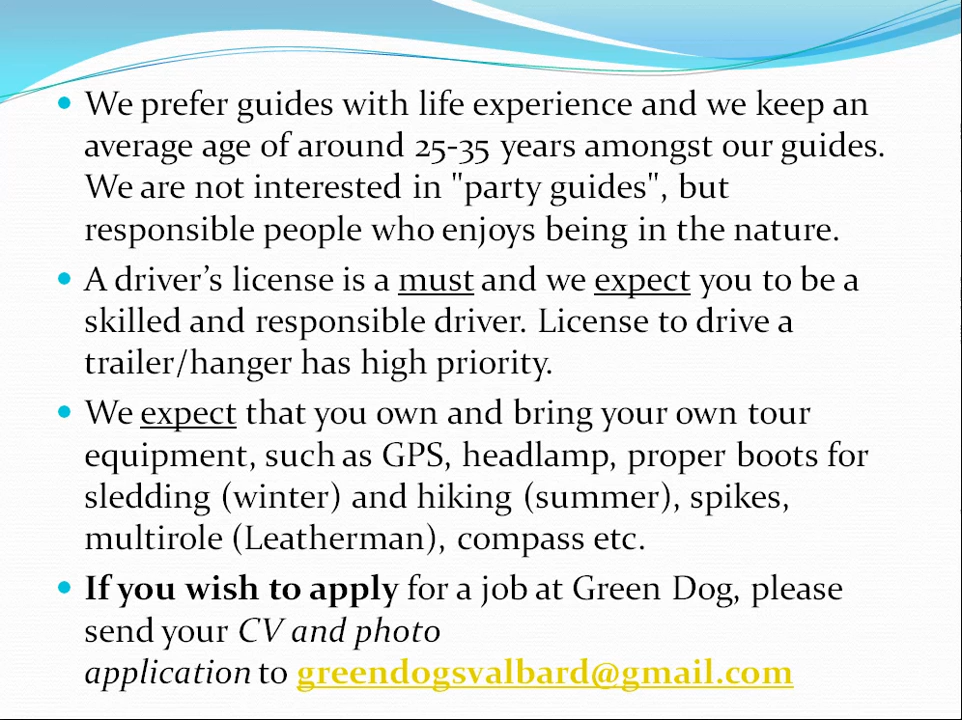 We prefer guides with life experience and we keep an
average age of around 25-35 years amongst our guides.
We are not interested in "party guides", but
responsible people who enjoys being in the nature.
A driver’s license is a must and we expect you to be a
skilled and responsible driver. License to drive a
trailer/hanger has high priority.
We expect that you own and bring your own tour
equipment, such as GPS, headlamp, proper boots for
sledding (winter) and hiking (summer), spikes,
multirole (Leatherman), compass etc.
If you wish to apply for a job at Green Dog, please
send your CV and photo
application to greendogsvalbard@gmail.com